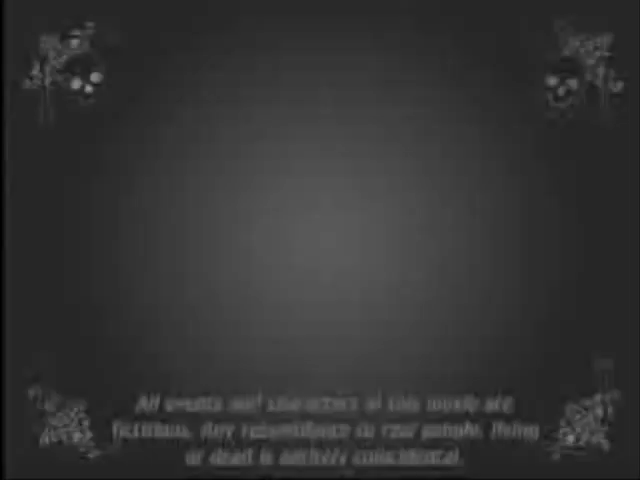 All events and characters of this movie are
fictitious. Any resemblance to real people, living
or dead is entirely coincidental.